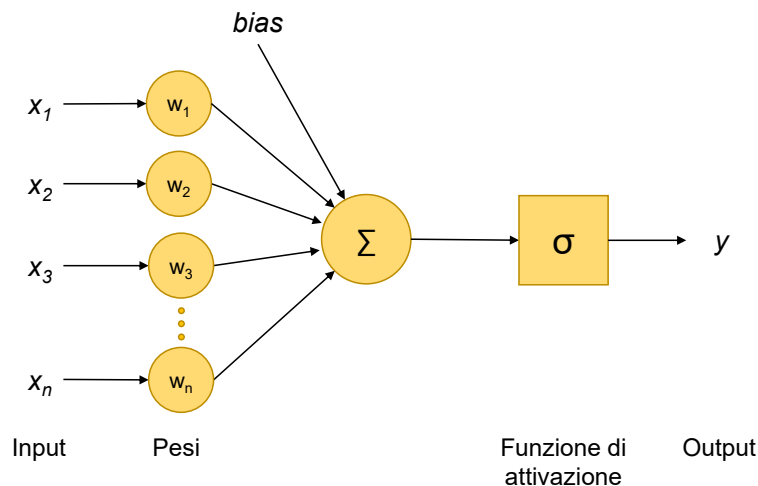 bias
x1
w1
x2
w2
Σ
σ
y
x3
w3
xn
wn
Input
Pesi
Funzione di
attivazione
Output